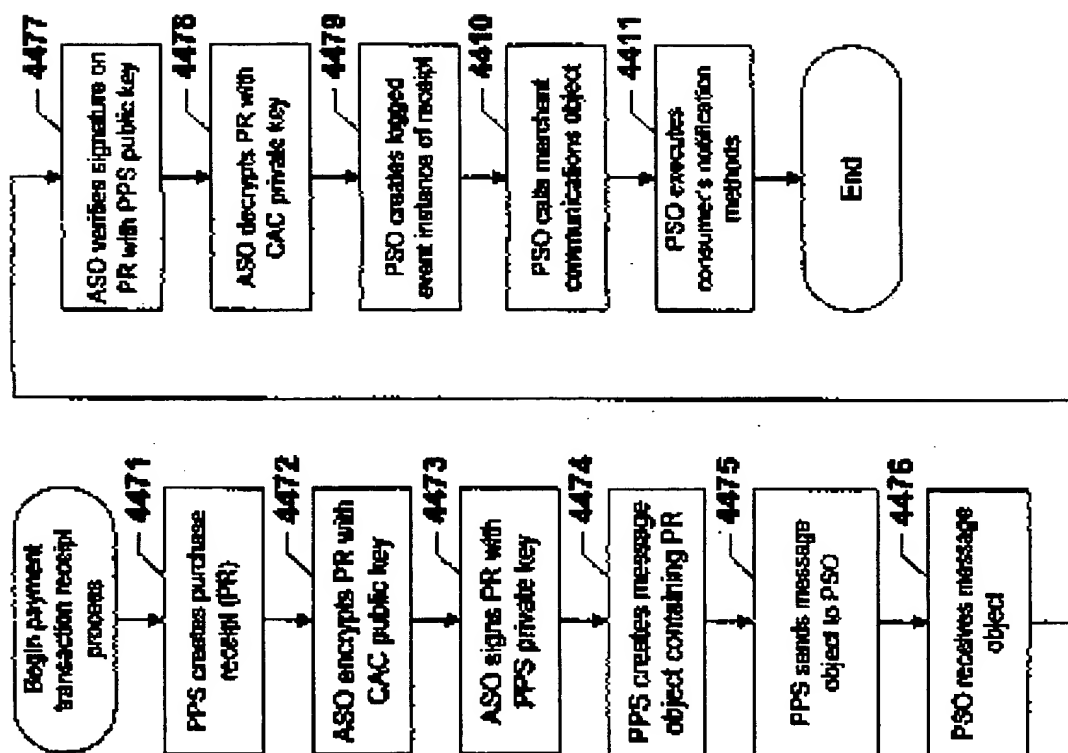 Begin payment
transaction receipt
process
4471
PPS creates purchase
receipt (PR)
4472
ASO encrypts PR with
CAC public key
4473
ASO signs PR with
PPS private key
4474
PPS creates message
object containing PR
4475
PPS sends message
object to PSO
4476
PSO receives message
object
4477
ASO verifies signature on
PR with PPS public key
4478
ASO decrypts PR with
CAC private key
4479
PSO creates logged
event instance of receipt
4410
PSO calls merchant
communications object
4411
PSO executes
consumer's notification
methods
End